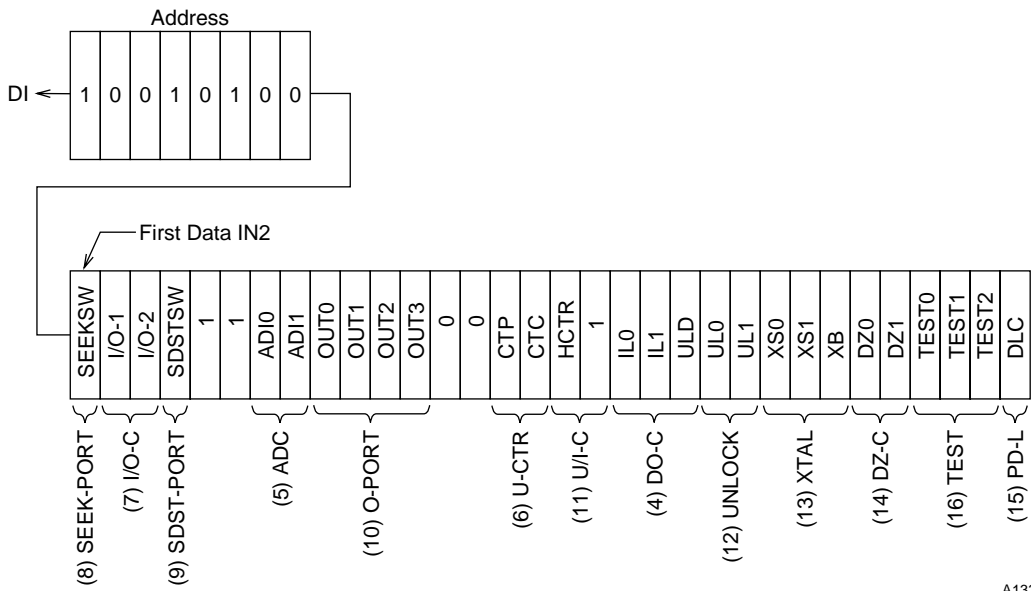 Address
DI
1 0 0 1 0 1 0 0
First Data IN2
SEEKSW I/O-1 I/O-2 SDSTSW 1 1 ADI0 ADI1 OUT0 OUT1 OUT2 OUT3 0 0 CTP CTC HCTR 1 IL0 IL1 ULD UL0 UL1 XS0 XS1 XB DZ0 DZ1 TEST0 TEST1 TEST2 DLC
(8) SEEK-PORT
(7) I/O-C
(9) SDST-PORT
(5) ADC
(10) O-PORT
(6) U-CTR
(11) U/I-C
(4) DO-C
(12) UNLOCK
(13) XTAL
(14) DZ-C
(16) TEST
(15) PD-L